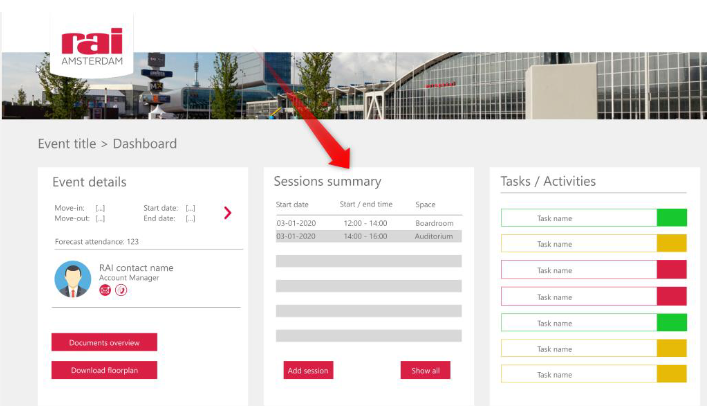 rai
AMSTERDAM
Event title > Dashboard
Event details
Move-in: [...] Start date: [...]
Move-out: [...] End date: [...]
Forecast attendance: 123
RAI contact name
Account Manager
Documents overview
Download floorplan
Sessions summary
Start date Start / end time Space
03-01-2020 12:00 - 14:00 Boardroom
03-01-2020 14:00 - 16:00 Auditorium
Add session Show all
Tasks / Activities
Task name
Task name
Task name
Task name
Task name
Task name
Task name